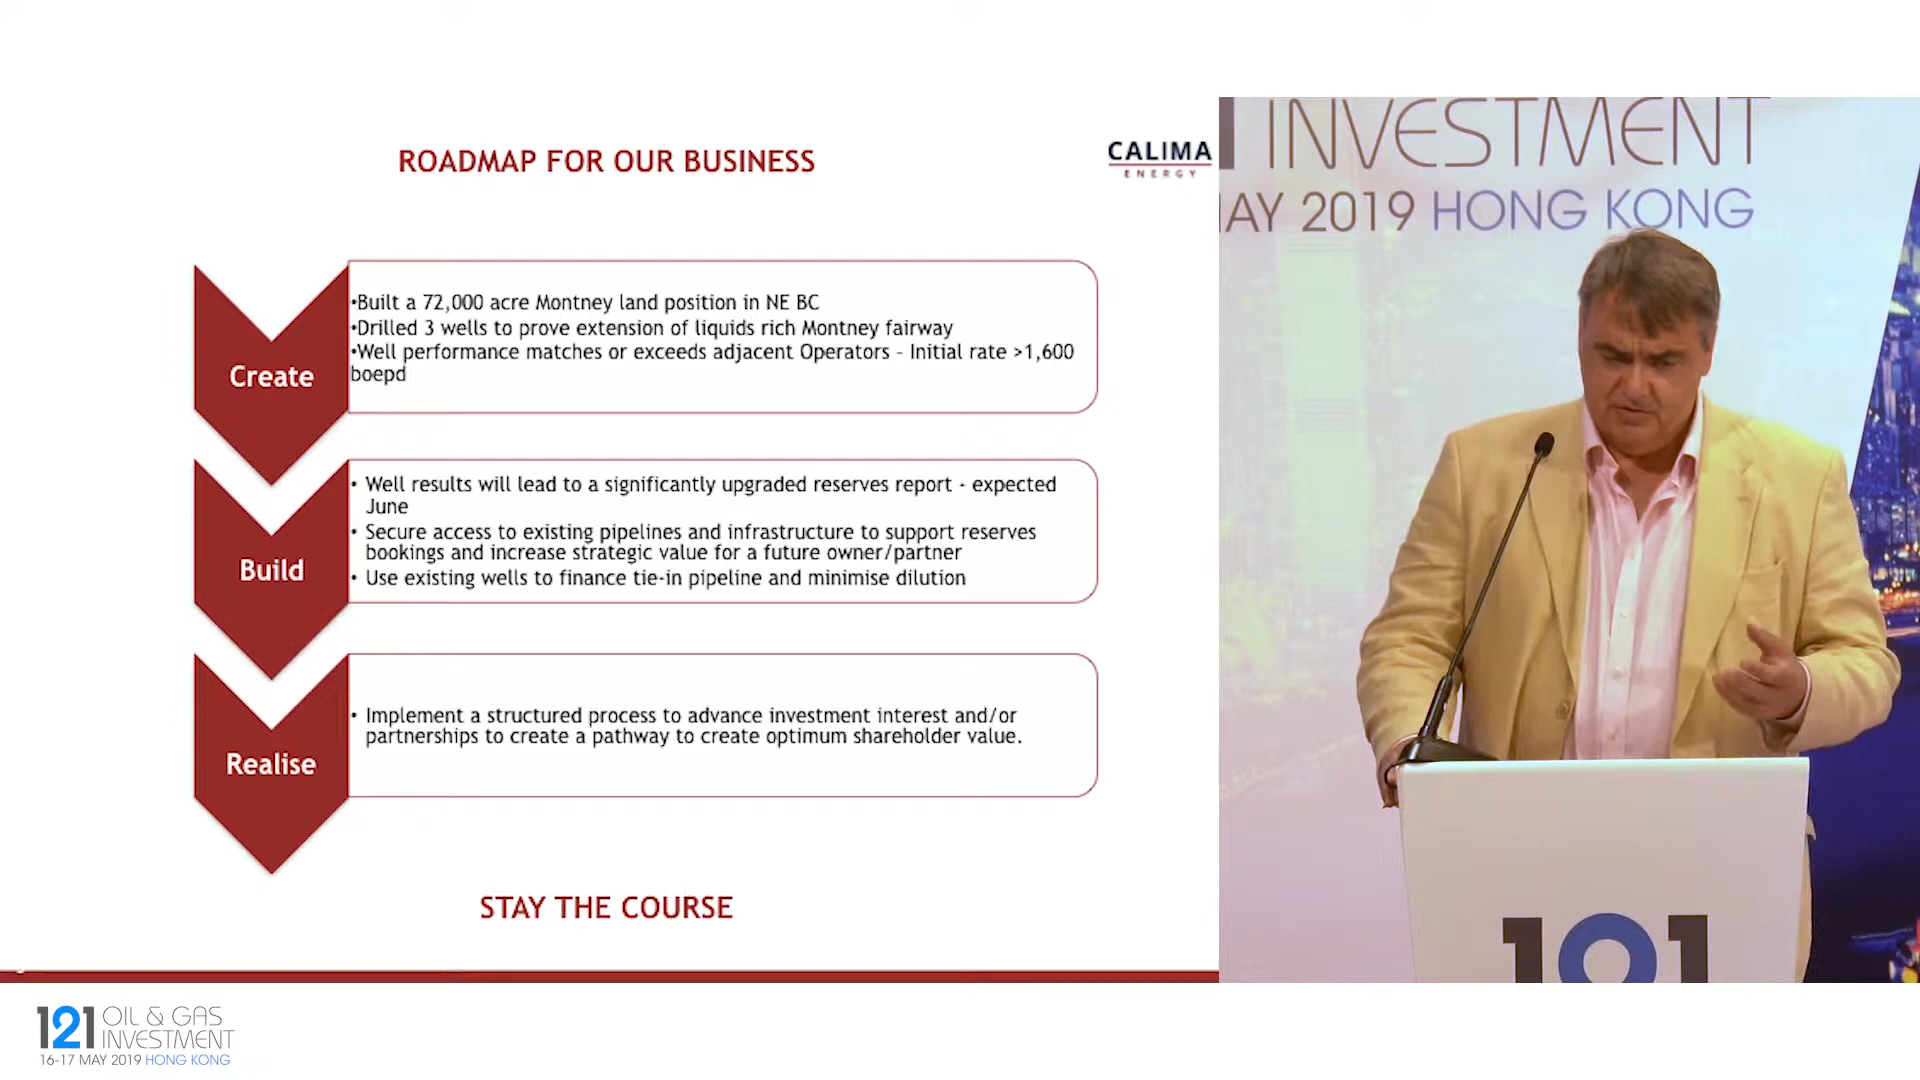 ROADMAP FOR OUR BUSINESS
CALIMA
ENERGY
Create
•Built a 72,000 acre Montney land position in NE BC
•Drilled 3 wells to prove extension of liquids rich Montney fairway
•Well performance matches or exceeds adjacent Operators – Initial rate >1,600
boepd
Build
• Well results will lead to a significantly upgraded reserves report - expected
June
• Secure access to existing pipelines and infrastructure to support reserves
bookings and increase strategic value for a future owner/partner
• Use existing wells to finance tie-in pipeline and minimise dilution
Realise
• Implement a structured process to advance investment interest and/or
partnerships to create a pathway to create optimum shareholder value.
STAY THE COURSE
INVESTMENT
AY 2019 HONG KONG
121
121 OIL & GAS
INVESTMENT
16-17 MAY 2019 HONG KONG